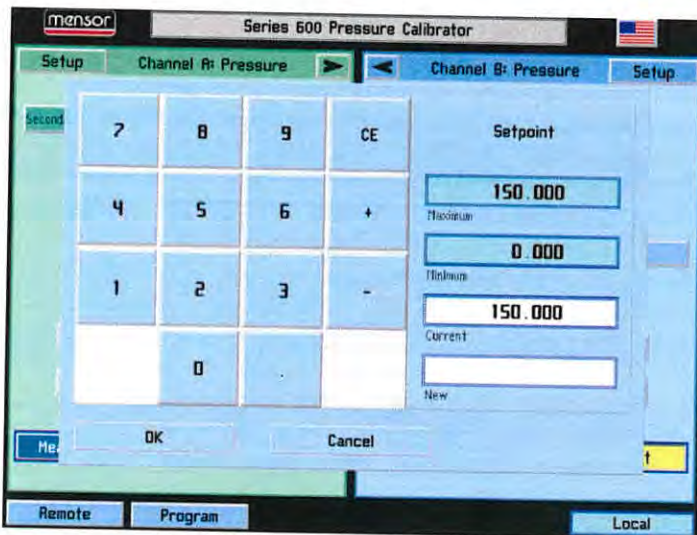 mensor
Series 600 Pressure Calibrator
Setup
Channel A: Pressure
Channel B: Pressure
Setup
Second
7 8 9 CE
4 5 6 +
1 2 3 -
0 .
OK Cancel
Setpoint
150.000
Maximum
0.000
Minimum
150.000
Current
New
Me
t
Remote
Program
Local